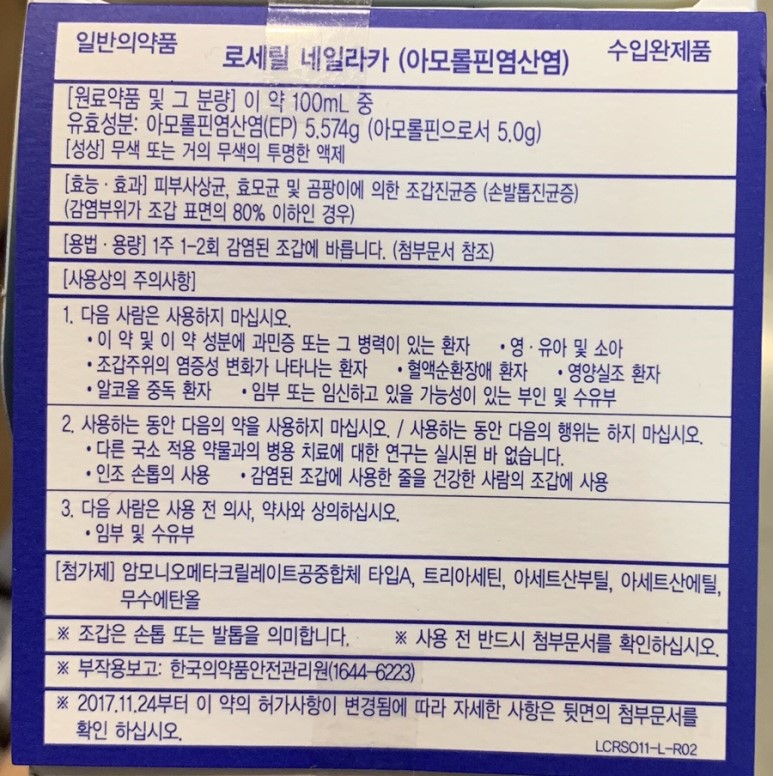 일반의약품 로세릴 네일라카 (아모롤핀염산염) 수입완제품
[원료약품 및 그 분량] 이 약 100mL 중
유효성분: 아모롤핀염산염(EP) 5.574g (아모롤핀으로서 5.0g)
[성상] 무색 또는 거의 무색의 투명한 액제
[효능·효과] 피부사상균, 효모균 및 곰팡이에 의한 조갑진균증 (손발톱진균증)
(감염부위가 조갑 표면의 80% 이하인 경우)
[용법·용량] 1주 1-2회 감염된 조갑에 바릅니다. (첨부문서 참조)
[사용상의 주의사항]
1. 다음 사람은 사용하지 마십시오.
• 이 약 및 이 약 성분에 과민증 또는 그 병력이 있는 환자 • 영·유아 및 소아
• 조갑주위의 염증성 변화가 나타나는 환자 • 혈액순환장애 환자 • 영양실조 환자
• 알코올 중독 환자 • 임부 또는 임신하고 있을 가능성이 있는 부인 및 수유부
2. 사용하는 동안 다음의 약을 사용하지 마십시오. / 사용하는 동안 다음의 행위는 하지 마십시오.
• 다른 국소 적용 약물과의 병용 치료에 대한 연구는 실시된 바 없습니다.
• 인조 손톱의 사용 • 감염된 조갑에 사용한 줄을 건강한 사람의 조갑에 사용
3. 다음 사람은 사용 전 의사, 약사와 상의하십시오.
• 임부 및 수유부
[첨가제] 암모니오메타크릴레이트공중합체 타입A, 트리아세틴, 아세트산부틸, 아세트산에틸,
무수에탄올
※ 조갑은 손톱 또는 발톱을 의미합니다. ※ 사용 전 반드시 첨부문서를 확인하십시오.
※ 부작용보고: 한국의약품안전관리원(1644-6223)
※ 2017.11.24부터 이 약의 허가사항이 변경됨에 따라 자세한 사항은 뒷면의 첨부문서를
확인 하십시오.
LCRSO11-L-R02